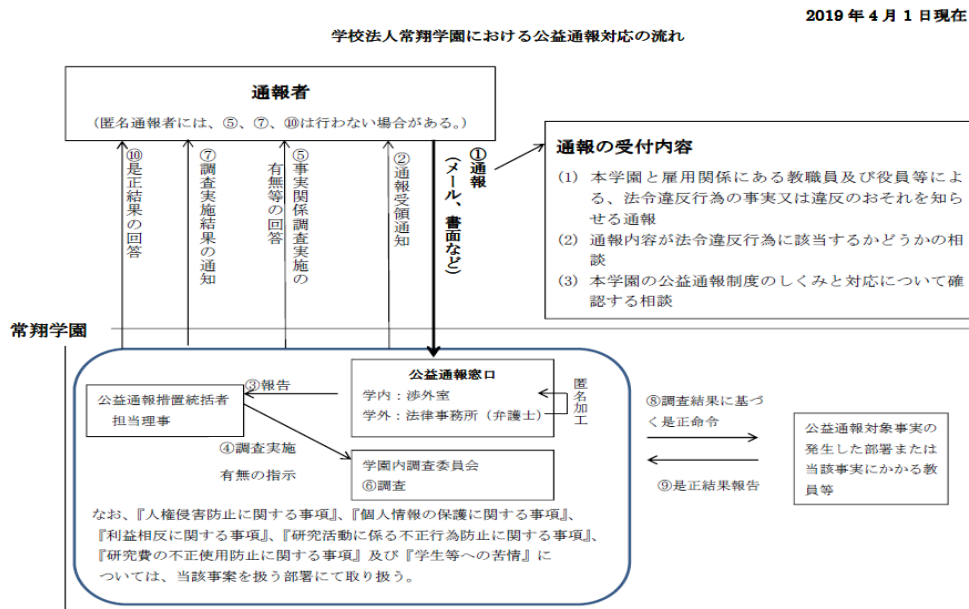 2019 年 4 月 1 日現在
学校法人常翔学園における公益通報対応の流れ
通報者
(匿名通報者には、⑤、⑦、⑩は行わない場合がある。)
⑩是正結果の回答
⑦調査実施結果の通知
⑤事実関係調査実施の
有無等の回答
②通報受領通知
①通報
(メール、書面など)
通報の受付内容
(1) 本学園と雇用関係にある教職員及び役員等によ
る、法令違反行為の事実又は違反のおそれを知ら
せる通報
(2) 通報内容が法令違反行為に該当するかどうかの相
談
(3) 本学園の公益通報制度のしくみと対応について確
認する相談
常翔学園
公益通報窓口
学内：渉外室
学外：法律事務所（弁護士）
匿名加工
③報告
公益通報措置統括者
担当理事
④調査実施
有無の指示
学園内調査委員会
⑥調査
⑧調査結果に基づ
く是正命令
⑨是正結果報告
公益通報対象事実の
発生した部署または
当該事実にかかる教
員等
なお、『人権侵害防止に関する事項』、『個人情報の保護に関する事項』、
『利益相反に関する事項』、『研究活動に係る不正行為防止に関する事項』、
『研究費の不正使用防止に関する事項』及び『学生等への苦情』に
ついては、当該事案を扱う部署にて取り扱う。